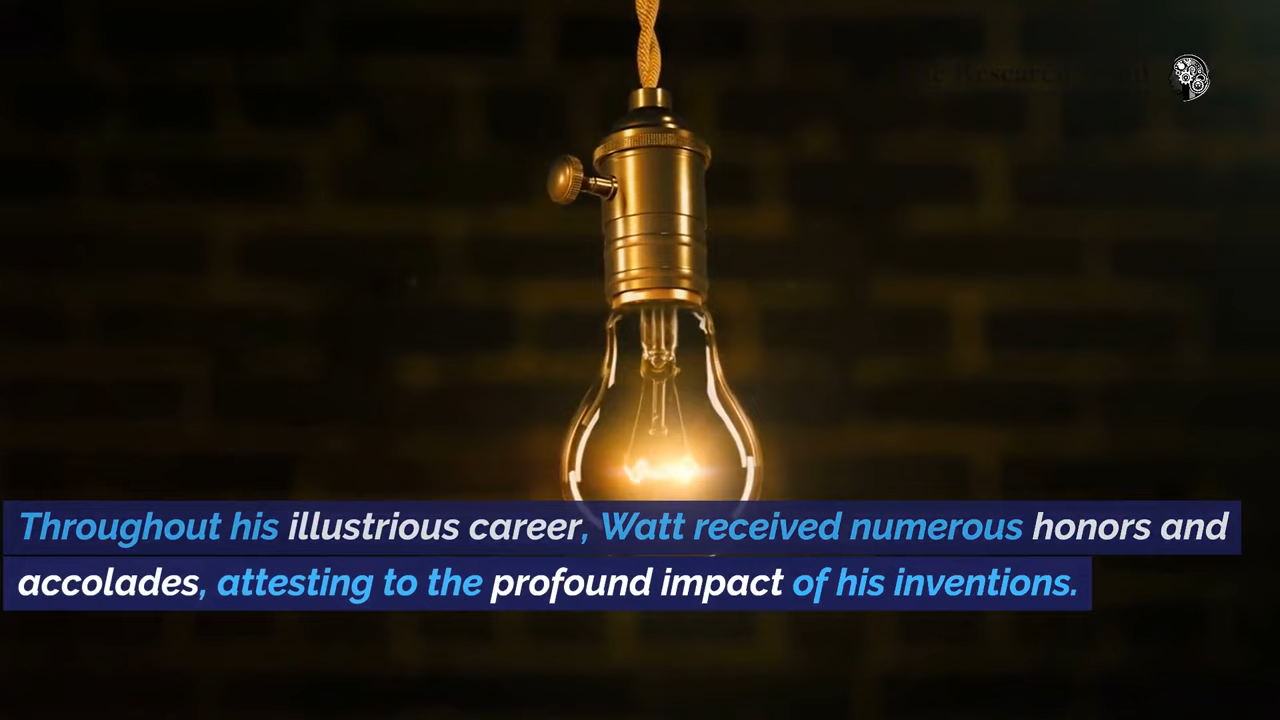 Throughout his illustrious career, Watt received numerous honors and
accolades, attesting to the profound impact of his inventions.